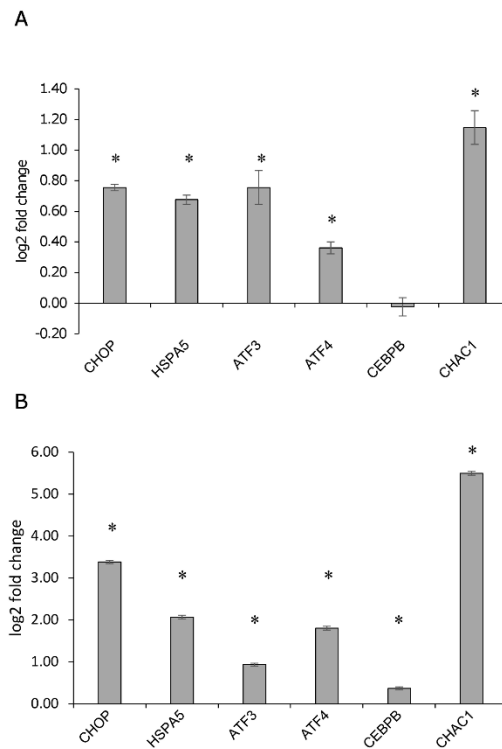 A
log2 fold change
1.40
1.20
1.00
0.80
0.60
0.40
0.20
0.00
-0.20
* * * * *
CHOP HSPA5 ATF3 ATF4 CEBPB CHAC1
B
log2 fold change
6.00
5.00
4.00
3.00
2.00
1.00
0.00
* * * * * *
CHOP HSPA5 ATF3 ATF4 CEBPB CHAC1